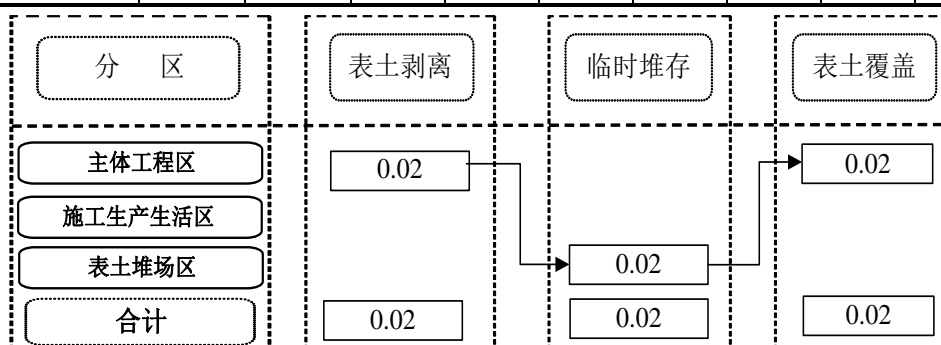 分 区 表土剥离 临时堆存 表土覆盖
主体工程区 0.02 0.02
施工生产生活区
表土堆场区 0.02
合计 0.02 0.02 0.02